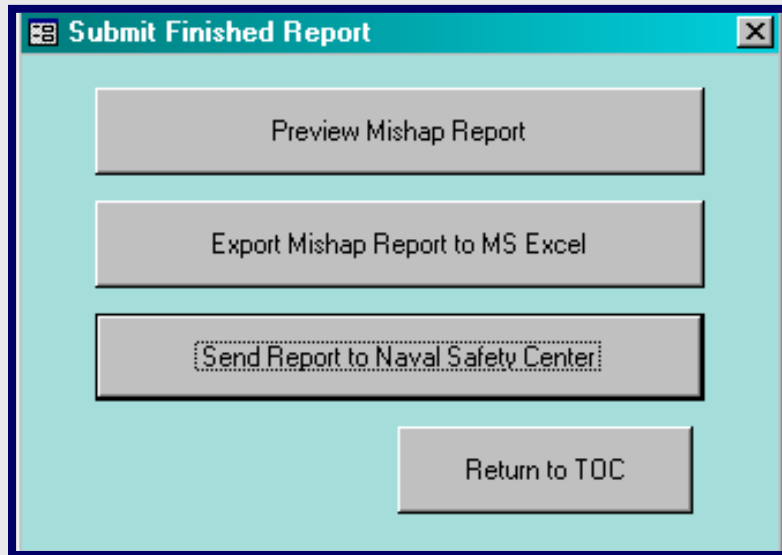 Submit Finished Report
Preview Mishap Report
Export Mishap Report to MS Excel
Send Report to Naval Safety Center
Return to TOC